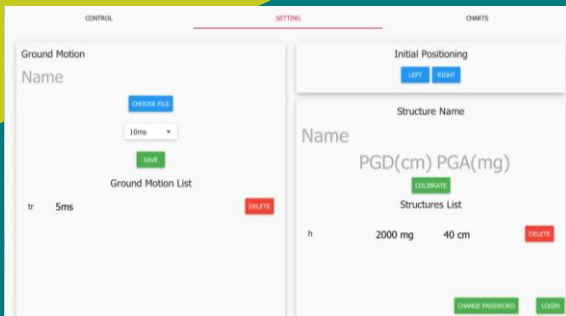 CONTROL
SETTING
CHARTS
Ground Motion
Name
CHOOSE FILE
10ms
SAVE
Ground Motion List
tr 5ms DELETE
Initial Positioning
LEFT RIGHT
Structure Name
Name
PGD(cm) PGA(mg)
COLIBRATE
Structures List
h 2000 mg 40 cm DELETE
CHANGE PASSWORD LOGIN